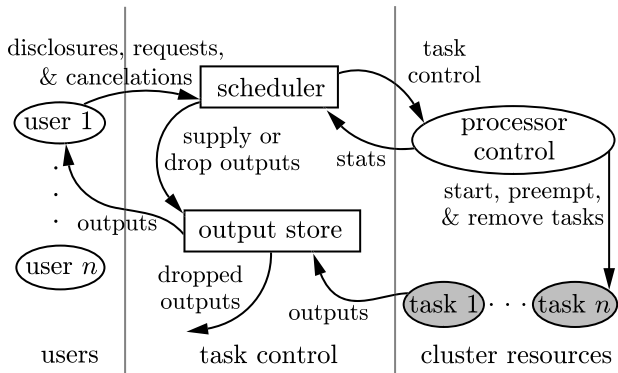 disclosures, requests,
& cancelations
task
control
scheduler
user 1
processor
control
supply or
drop outputs
stats
start, preempt,
& remove tasks
outputs
output store
user n
dropped
outputs
outputs
task 1 · · · task n
users
task control
cluster resources